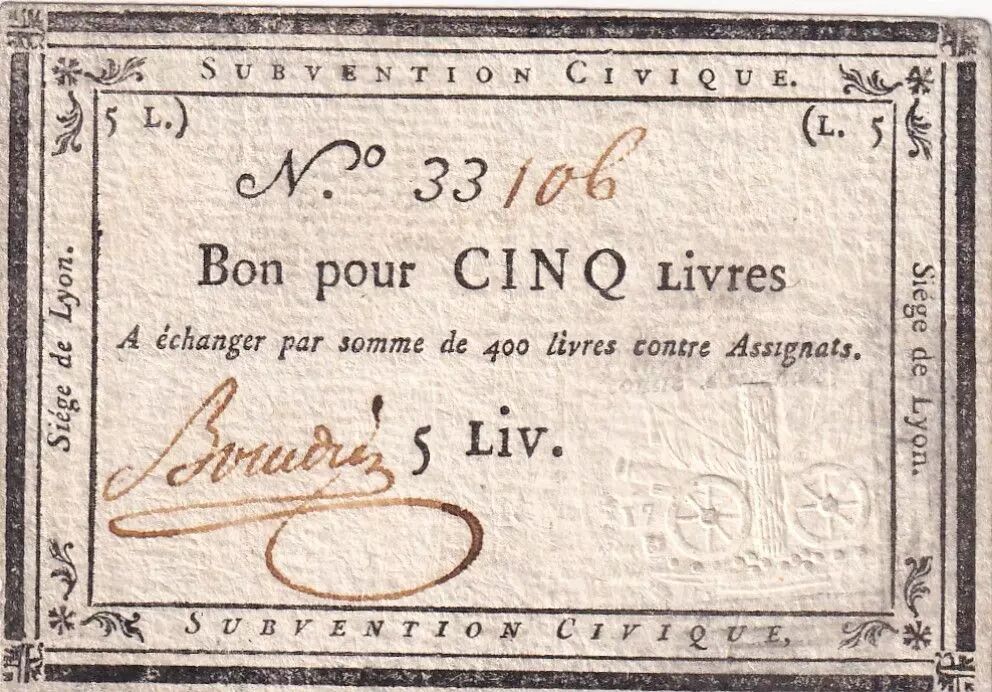 SUBVENTION CIVIQUE.
5 L.) (L. 5
N.º 33106
Bon pour CINQ Livres
A échanger par somme de 400 livres contre Assignats.
5 Liv.
Siége de Lyon.
Siége de Lyon.
SUBVENTION CIVIQUE,